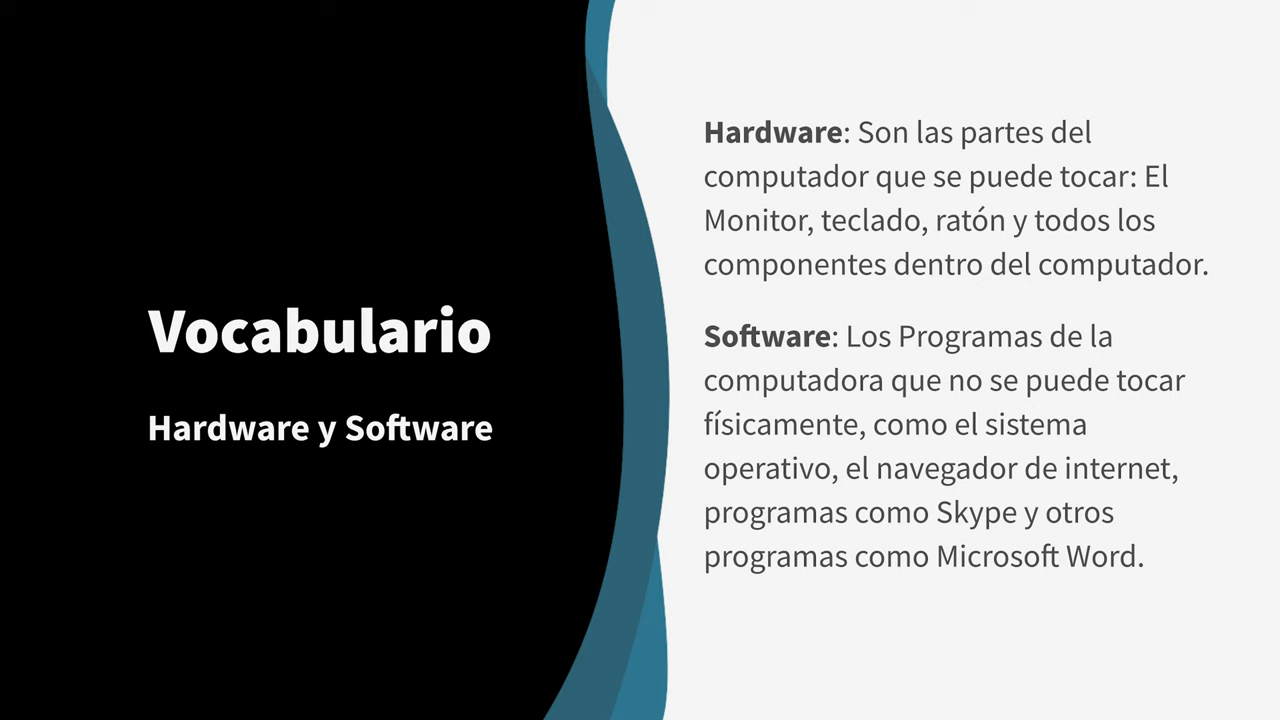 Vocabulario
Hardware y Software
Hardware: Son las partes del
computador que se puede tocar: El
Monitor, teclado, ratón y todos los
componentes dentro del computador.
Software: Los Programas de la
computadora que no se puede tocar
físicamente, como el sistema
operativo, el navegador de internet,
programas como Skype y otros
programas como Microsoft Word.